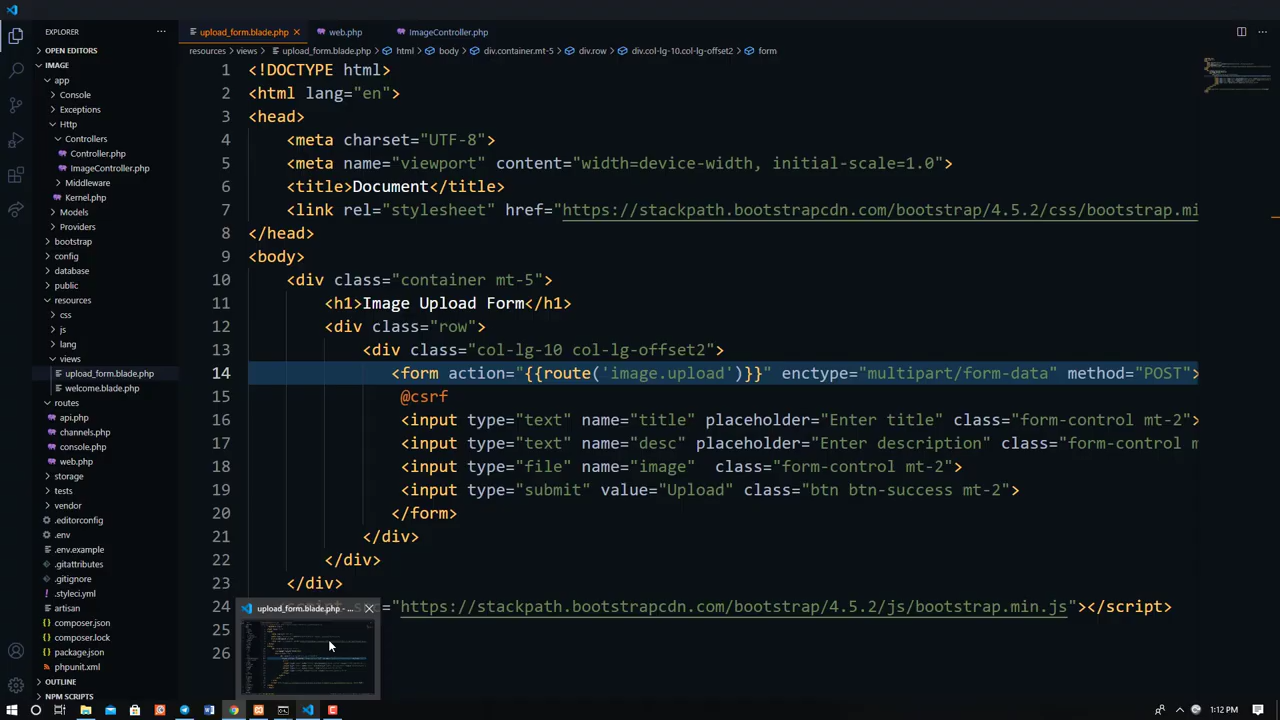 EXPLORER
OPEN EDITORS
IMAGE
app
Console
Exceptions
Http
Controllers
Controller.php
ImageController.php
Middleware
Kernel.php
Models
Providers
bootstrap
config
database
public
resources
css
js
lang
views
upload_form.blade.php
welcome.blade.php
routes
api.php
channels.php
console.php
web.php
storage
tests
vendor
.editorconfig
.env
.env.example
.gitattributes
.gitignore
.styleci.yml
artisan
composer.json
composer.lock
package.json
phpunit.xml
OUTLINE
NPM SCRIPTS
upload_form.blade.php web.php ImageController.php
resources > views > upload_form.blade.php > html > body > div.container.mt-5 > div.row > div.col-lg-10.col-lg-offset2 > form
1 <!DOCTYPE html>
2 <html lang="en">
3 <head>
4 <meta charset="UTF-8">
5 <meta name="viewport" content="width=device-width, initial-scale=1.0">
6 <title>Document</title>
7 <link rel="stylesheet" href="https://stackpath.bootstrapcdn.com/bootstrap/4.5.2/css/bootstrap.mi
8 </head>
9 <body>
10 <div class="container mt-5">
11 <h1>Image Upload Form</h1>
12 <div class="row">
13 <div class="col-lg-10 col-lg-offset2">
14 <form action="{{route('image.upload')}}" enctype="multipart/form-data" method="POST">
15 @csrf
16 <input type="text" name="title" placeholder="Enter title" class="form-control mt-2">
17 <input type="text" name="desc" placeholder="Enter description" class="form-control m
18 <input type="file" name="image" class="form-control mt-2">
19 <input type="submit" value="Upload" class="btn btn-success mt-2">
20 </form>
21 </div>
22 </div>
23 </div>
24 ="https://stackpath.bootstrapcdn.com/bootstrap/4.5.2/js/bootstrap.min.js"></script>
25
26
upload_form.blade.php - ...
1:12 PM